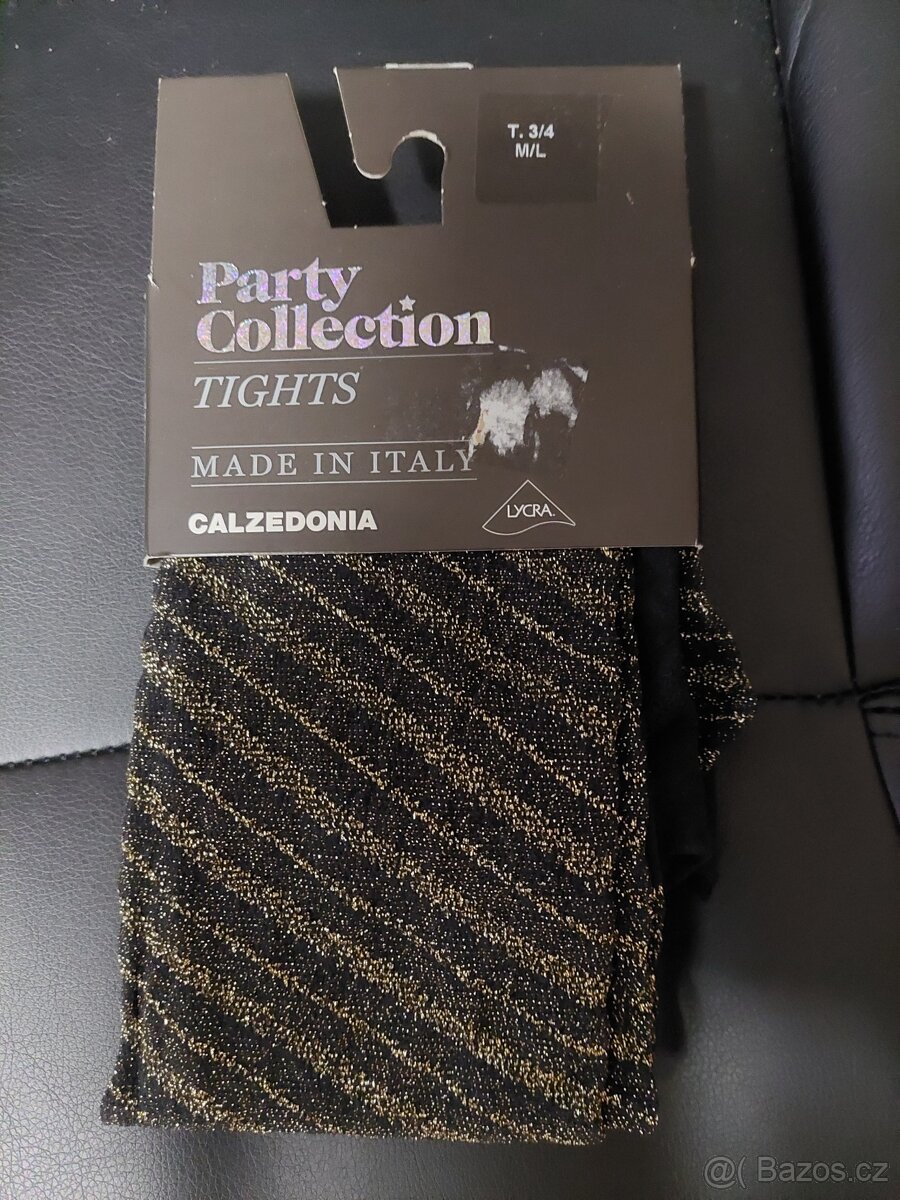 T. 3/4
M/L
Party
Collection
TIGHTS
MADE IN ITALY
CALZEDONIA
LYCRA
@( Bazos.cz